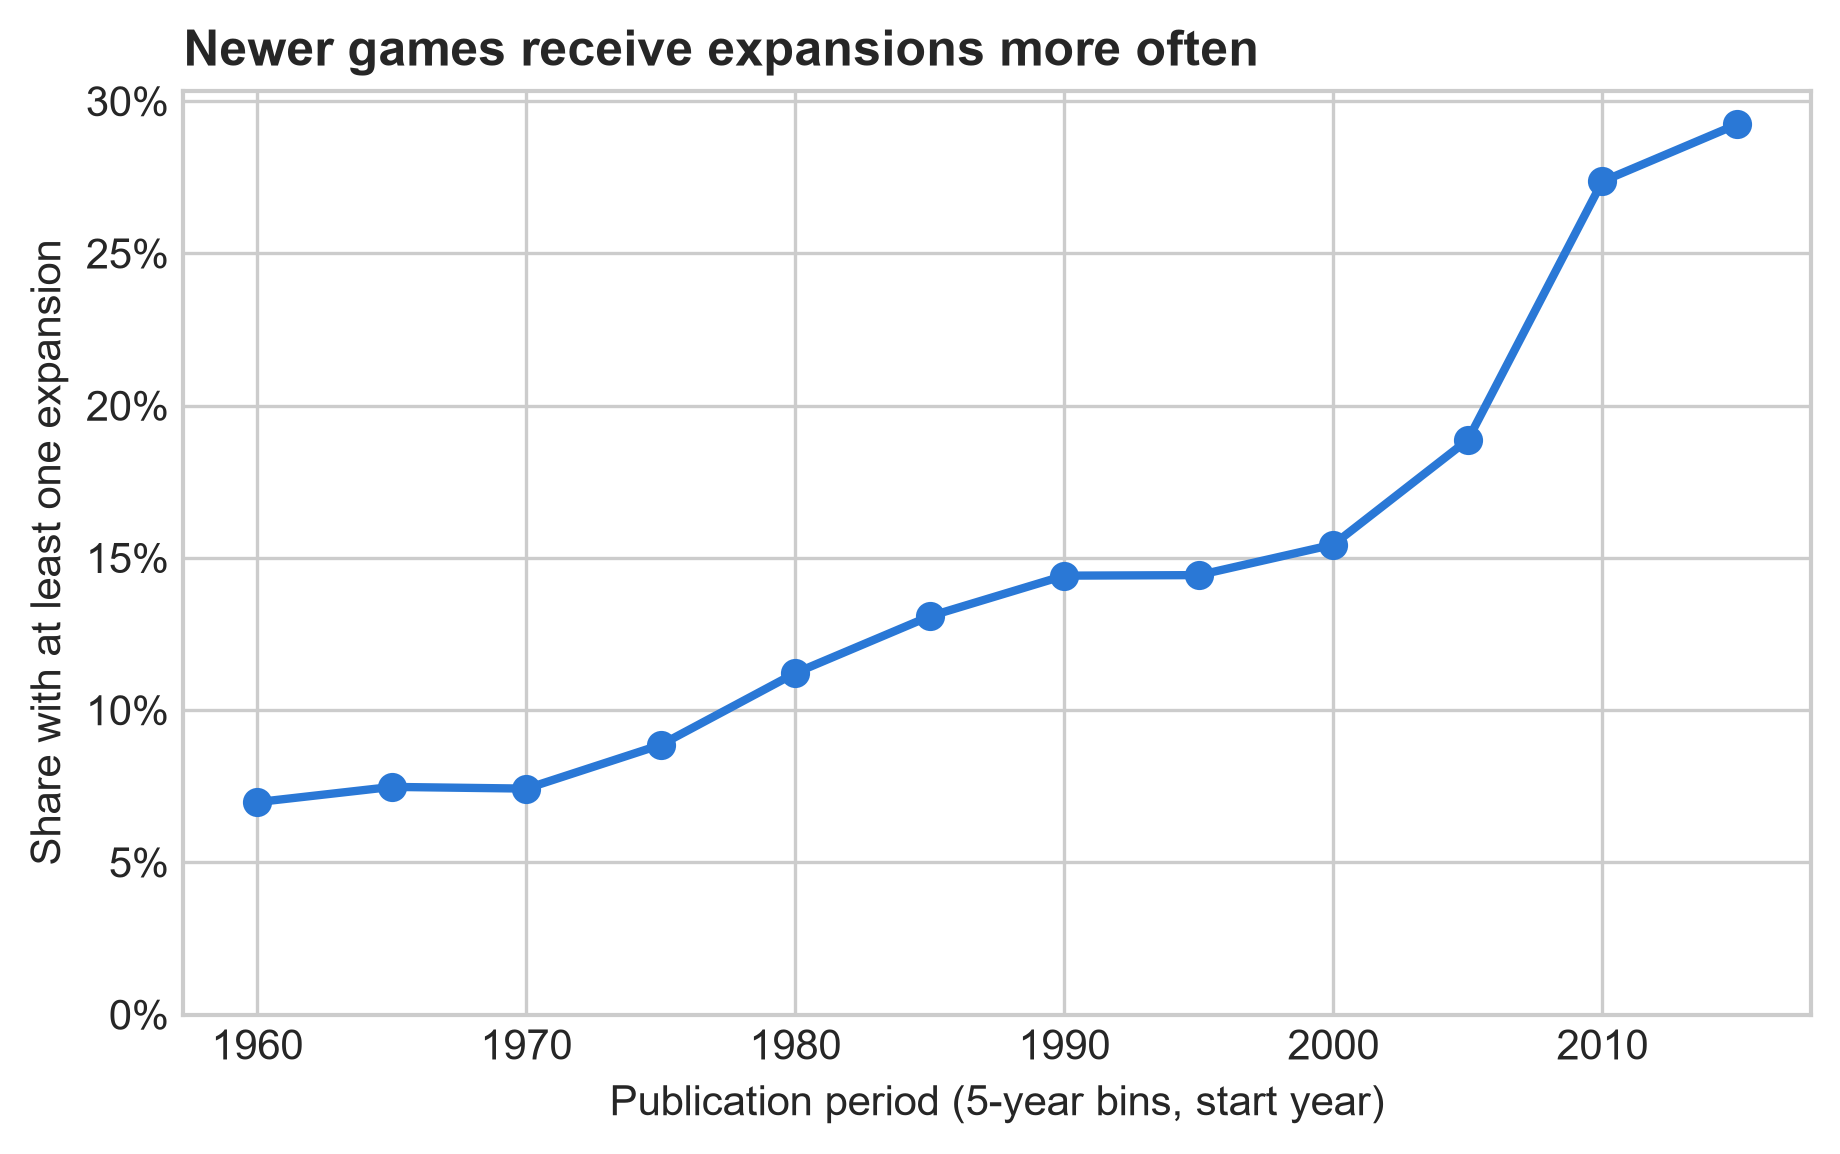 Newer games receive expansions more often
30%
25%
20%
15%
10%
5%
0%
Share with at least one expansion
1960 1970 1980 1990 2000 2010
Publication period (5-year bins, start year)